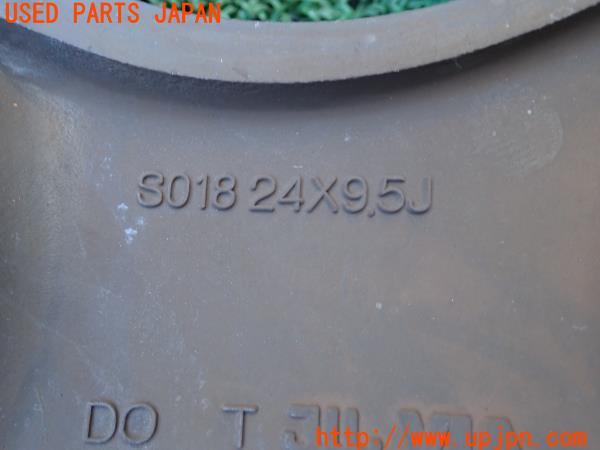 USED PARTS JAPAN
S018 24X9.5J
DO T
http://www.upjpn.com